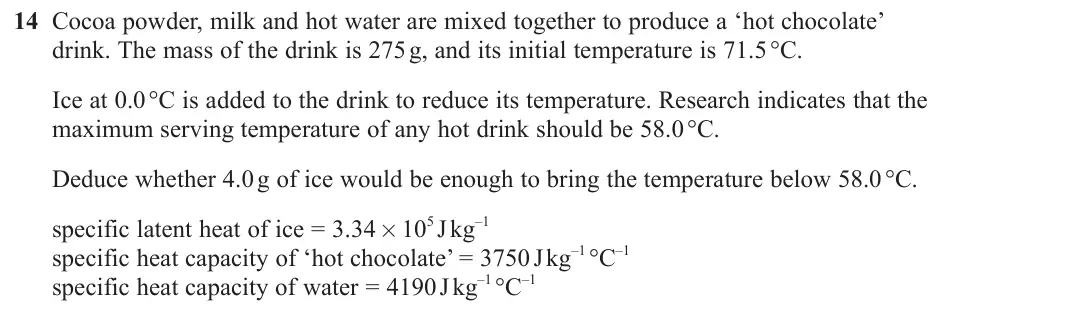 14 Cocoa powder, milk and hot water are mixed together to produce a ‘hot chocolate’
drink. The mass of the drink is 275 g, and its initial temperature is 71.5 °C.
Ice at 0.0 °C is added to the drink to reduce its temperature. Research indicates that the
maximum serving temperature of any hot drink should be 58.0 °C.
Deduce whether 4.0 g of ice would be enough to bring the temperature below 58.0 °C.
specific latent heat of ice = 3.34 × 10⁵ J kg⁻¹
specific heat capacity of ‘hot chocolate’ = 3750 J kg⁻¹ °C⁻¹
specific heat capacity of water = 4190 J kg⁻¹ °C⁻¹